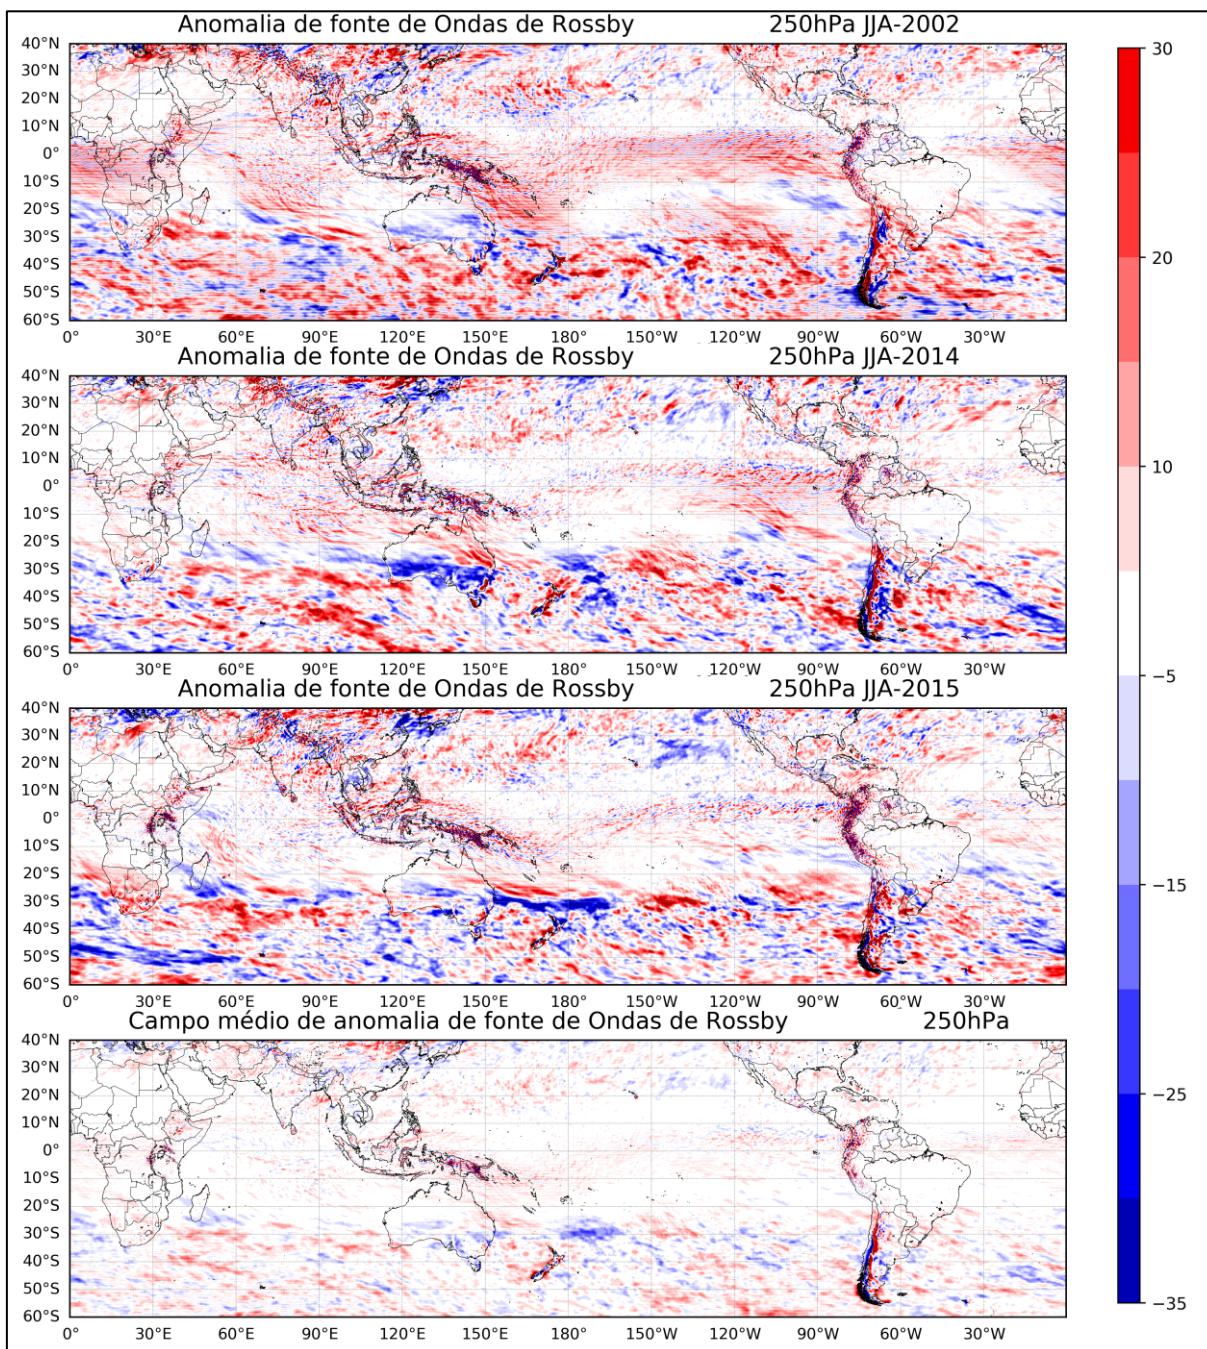 Anomalia de fonte de Ondas de Rossby 250hPa JJA-2002
40°N
30°N
20°N
10°N
0°
10°S
20°S
30°S
40°S
50°S
60°S
0° 30°E 60°E 90°E 120°E 150°E 180° 150°W 120°W 90°W 60°W 30°W
Anomalia de fonte de Ondas de Rossby 250hPa JJA-2014
40°N
30°N
20°N
10°N
0°
10°S
20°S
30°S
40°S
50°S
60°S
0° 30°E 60°E 90°E 120°E 150°E 180° 150°W 120°W 90°W 60°W 30°W
Anomalia de fonte de Ondas de Rossby 250hPa JJA-2015
40°N
30°N
20°N
10°N
0°
10°S
20°S
30°S
40°S
50°S
60°S
0° 30°E 60°E 90°E 120°E 150°E 180° 150°W 120°W 90°W 60°W 30°W
Campo médio de anomalia de fonte de Ondas de Rossby 250hPa
40°N
30°N
20°N
10°N
0°
10°S
20°S
30°S
40°S
50°S
60°S
0° 30°E 60°E 90°E 120°E 150°E 180° 150°W 120°W 90°W 60°W 30°W
30
20
10
−5
−15
−25
−35